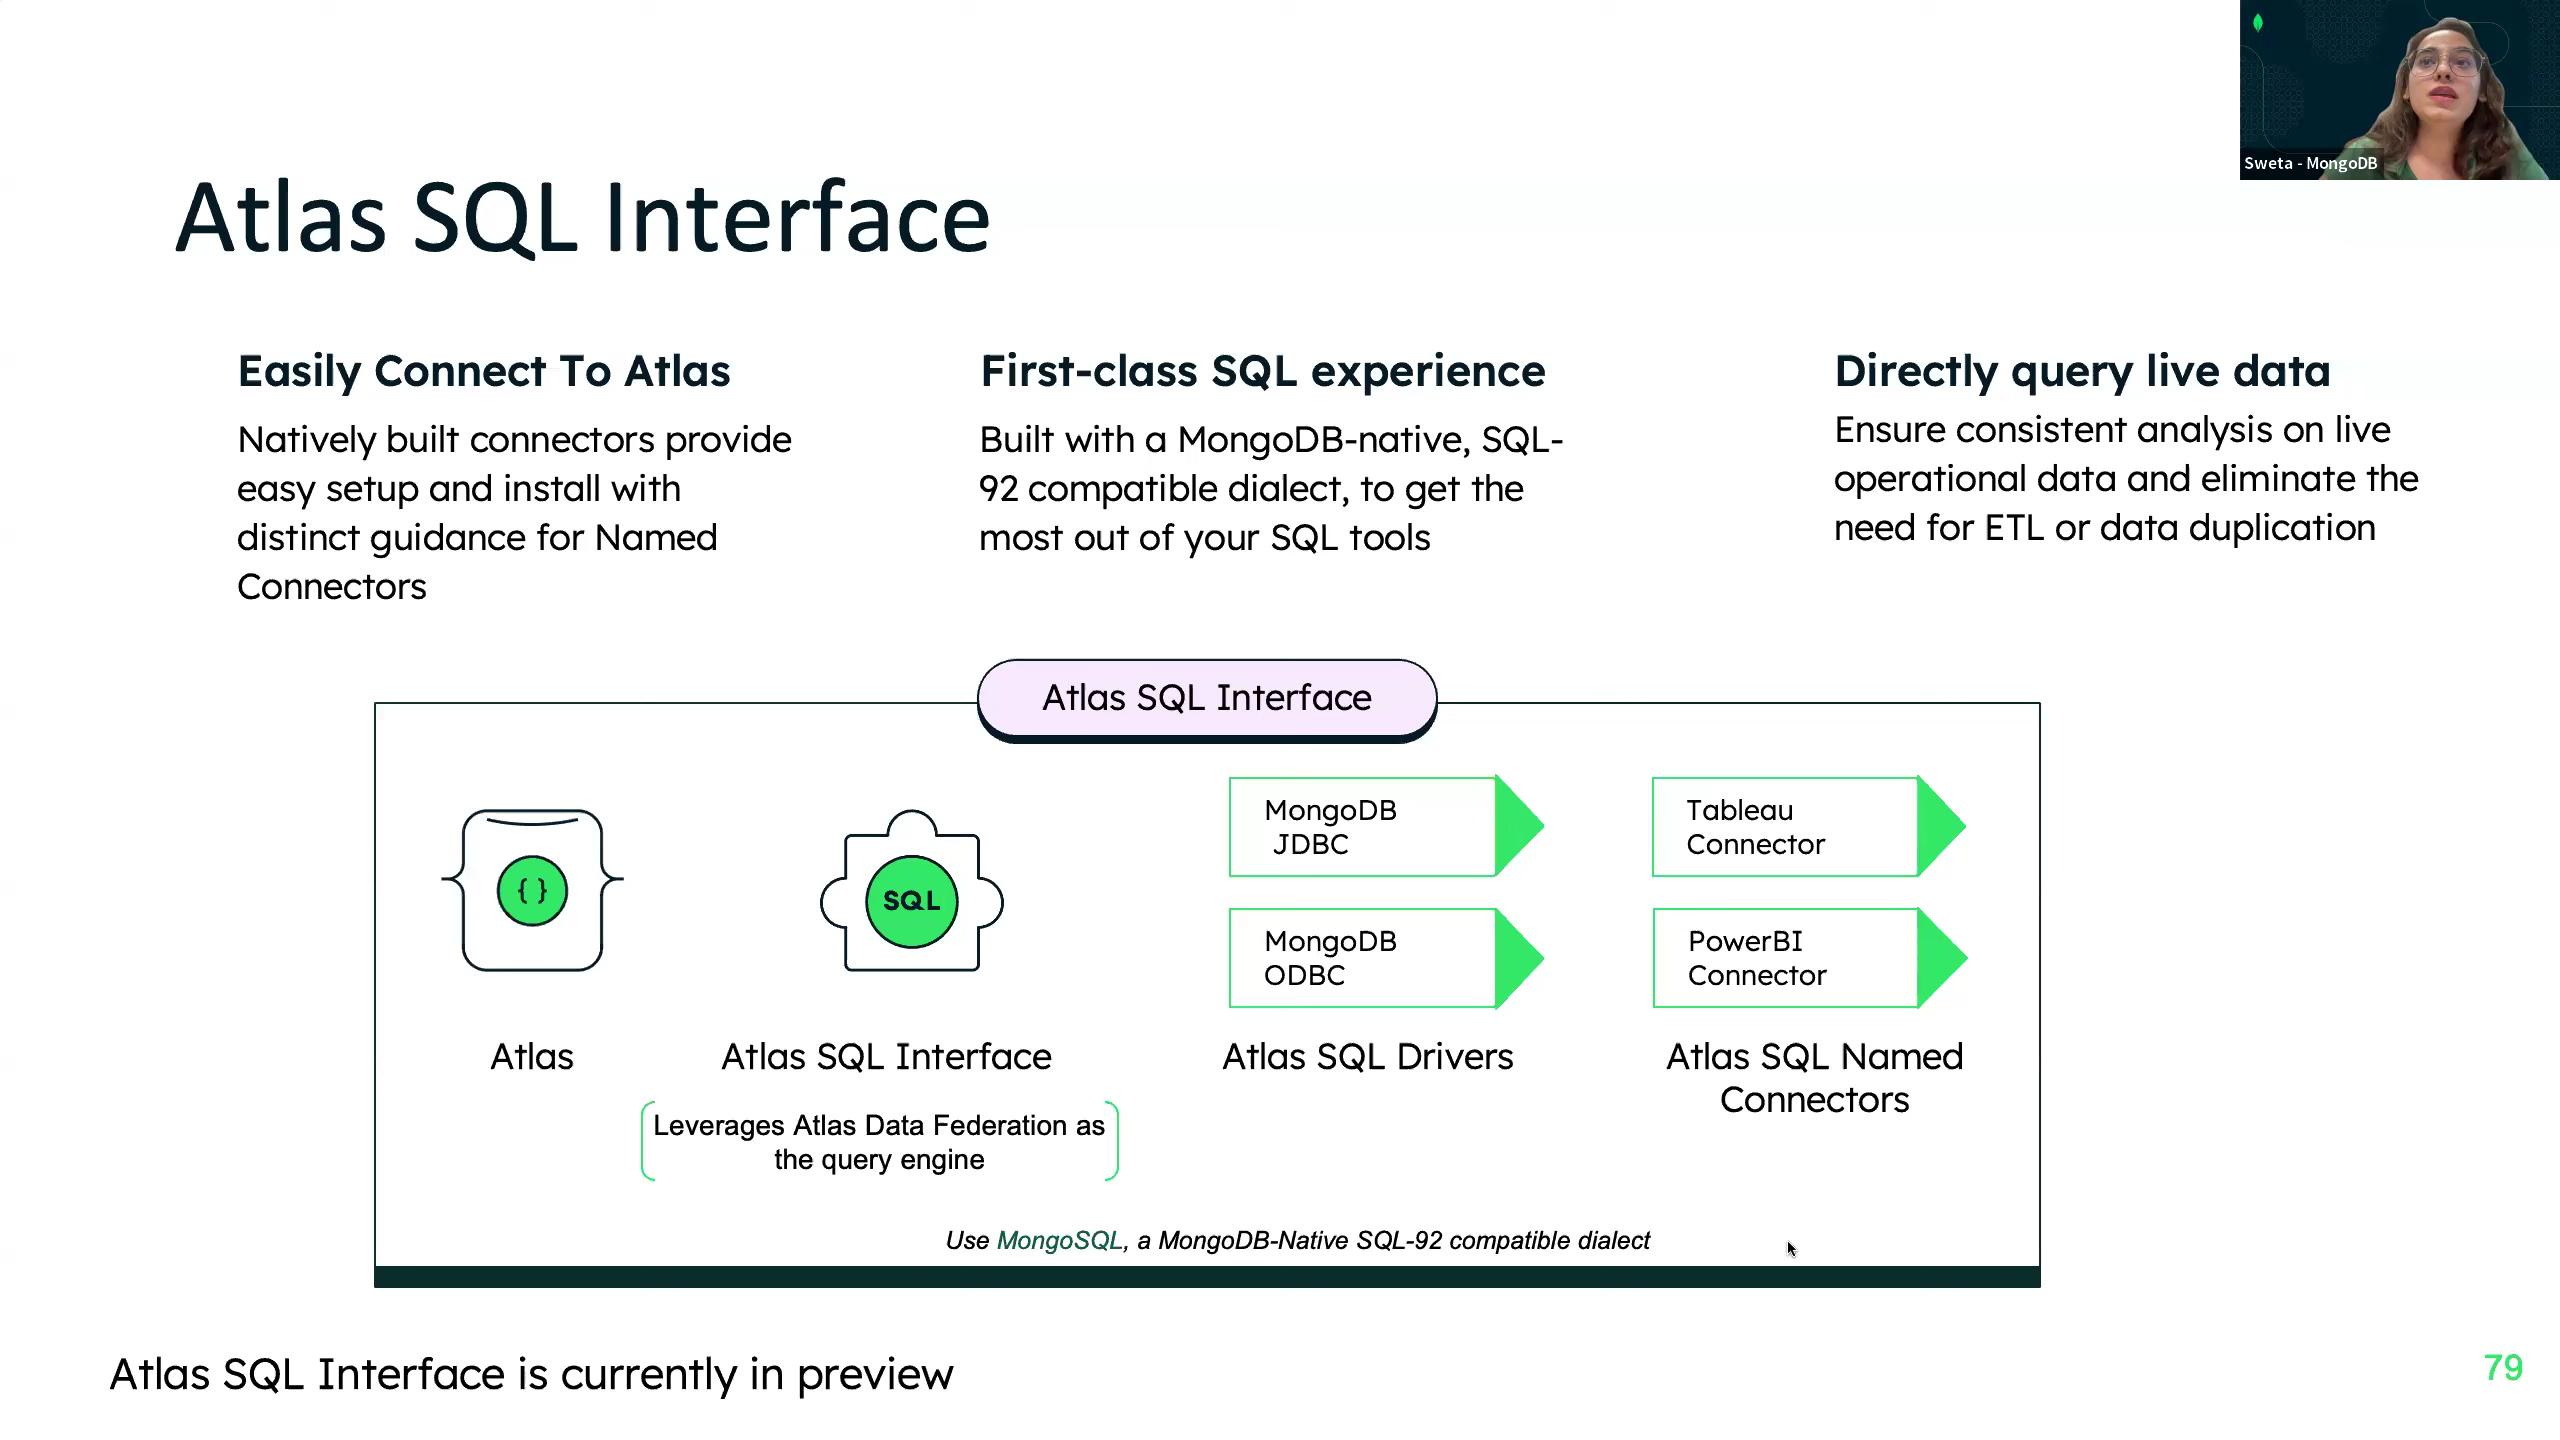 Sweta - MongoDB
Atlas SQL Interface
Easily Connect To Atlas
Natively built connectors provide
easy setup and install with
distinct guidance for Named
Connectors
First-class SQL experience
Built with a MongoDB-native, SQL-
92 compatible dialect, to get the
most out of your SQL tools
Directly query live data
Ensure consistent analysis on live
operational data and eliminate the
need for ETL or data duplication
Atlas SQL Interface
{ }
Atlas
SQL
Atlas SQL Interface
Leverages Atlas Data Federation as
the query engine
MongoDB
JDBC
MongoDB
ODBC
Atlas SQL Drivers
Tableau
Connector
PowerBI
Connector
Atlas SQL Named
Connectors
Use MongoSQL, a MongoDB-Native SQL-92 compatible dialect
Atlas SQL Interface is currently in preview
79